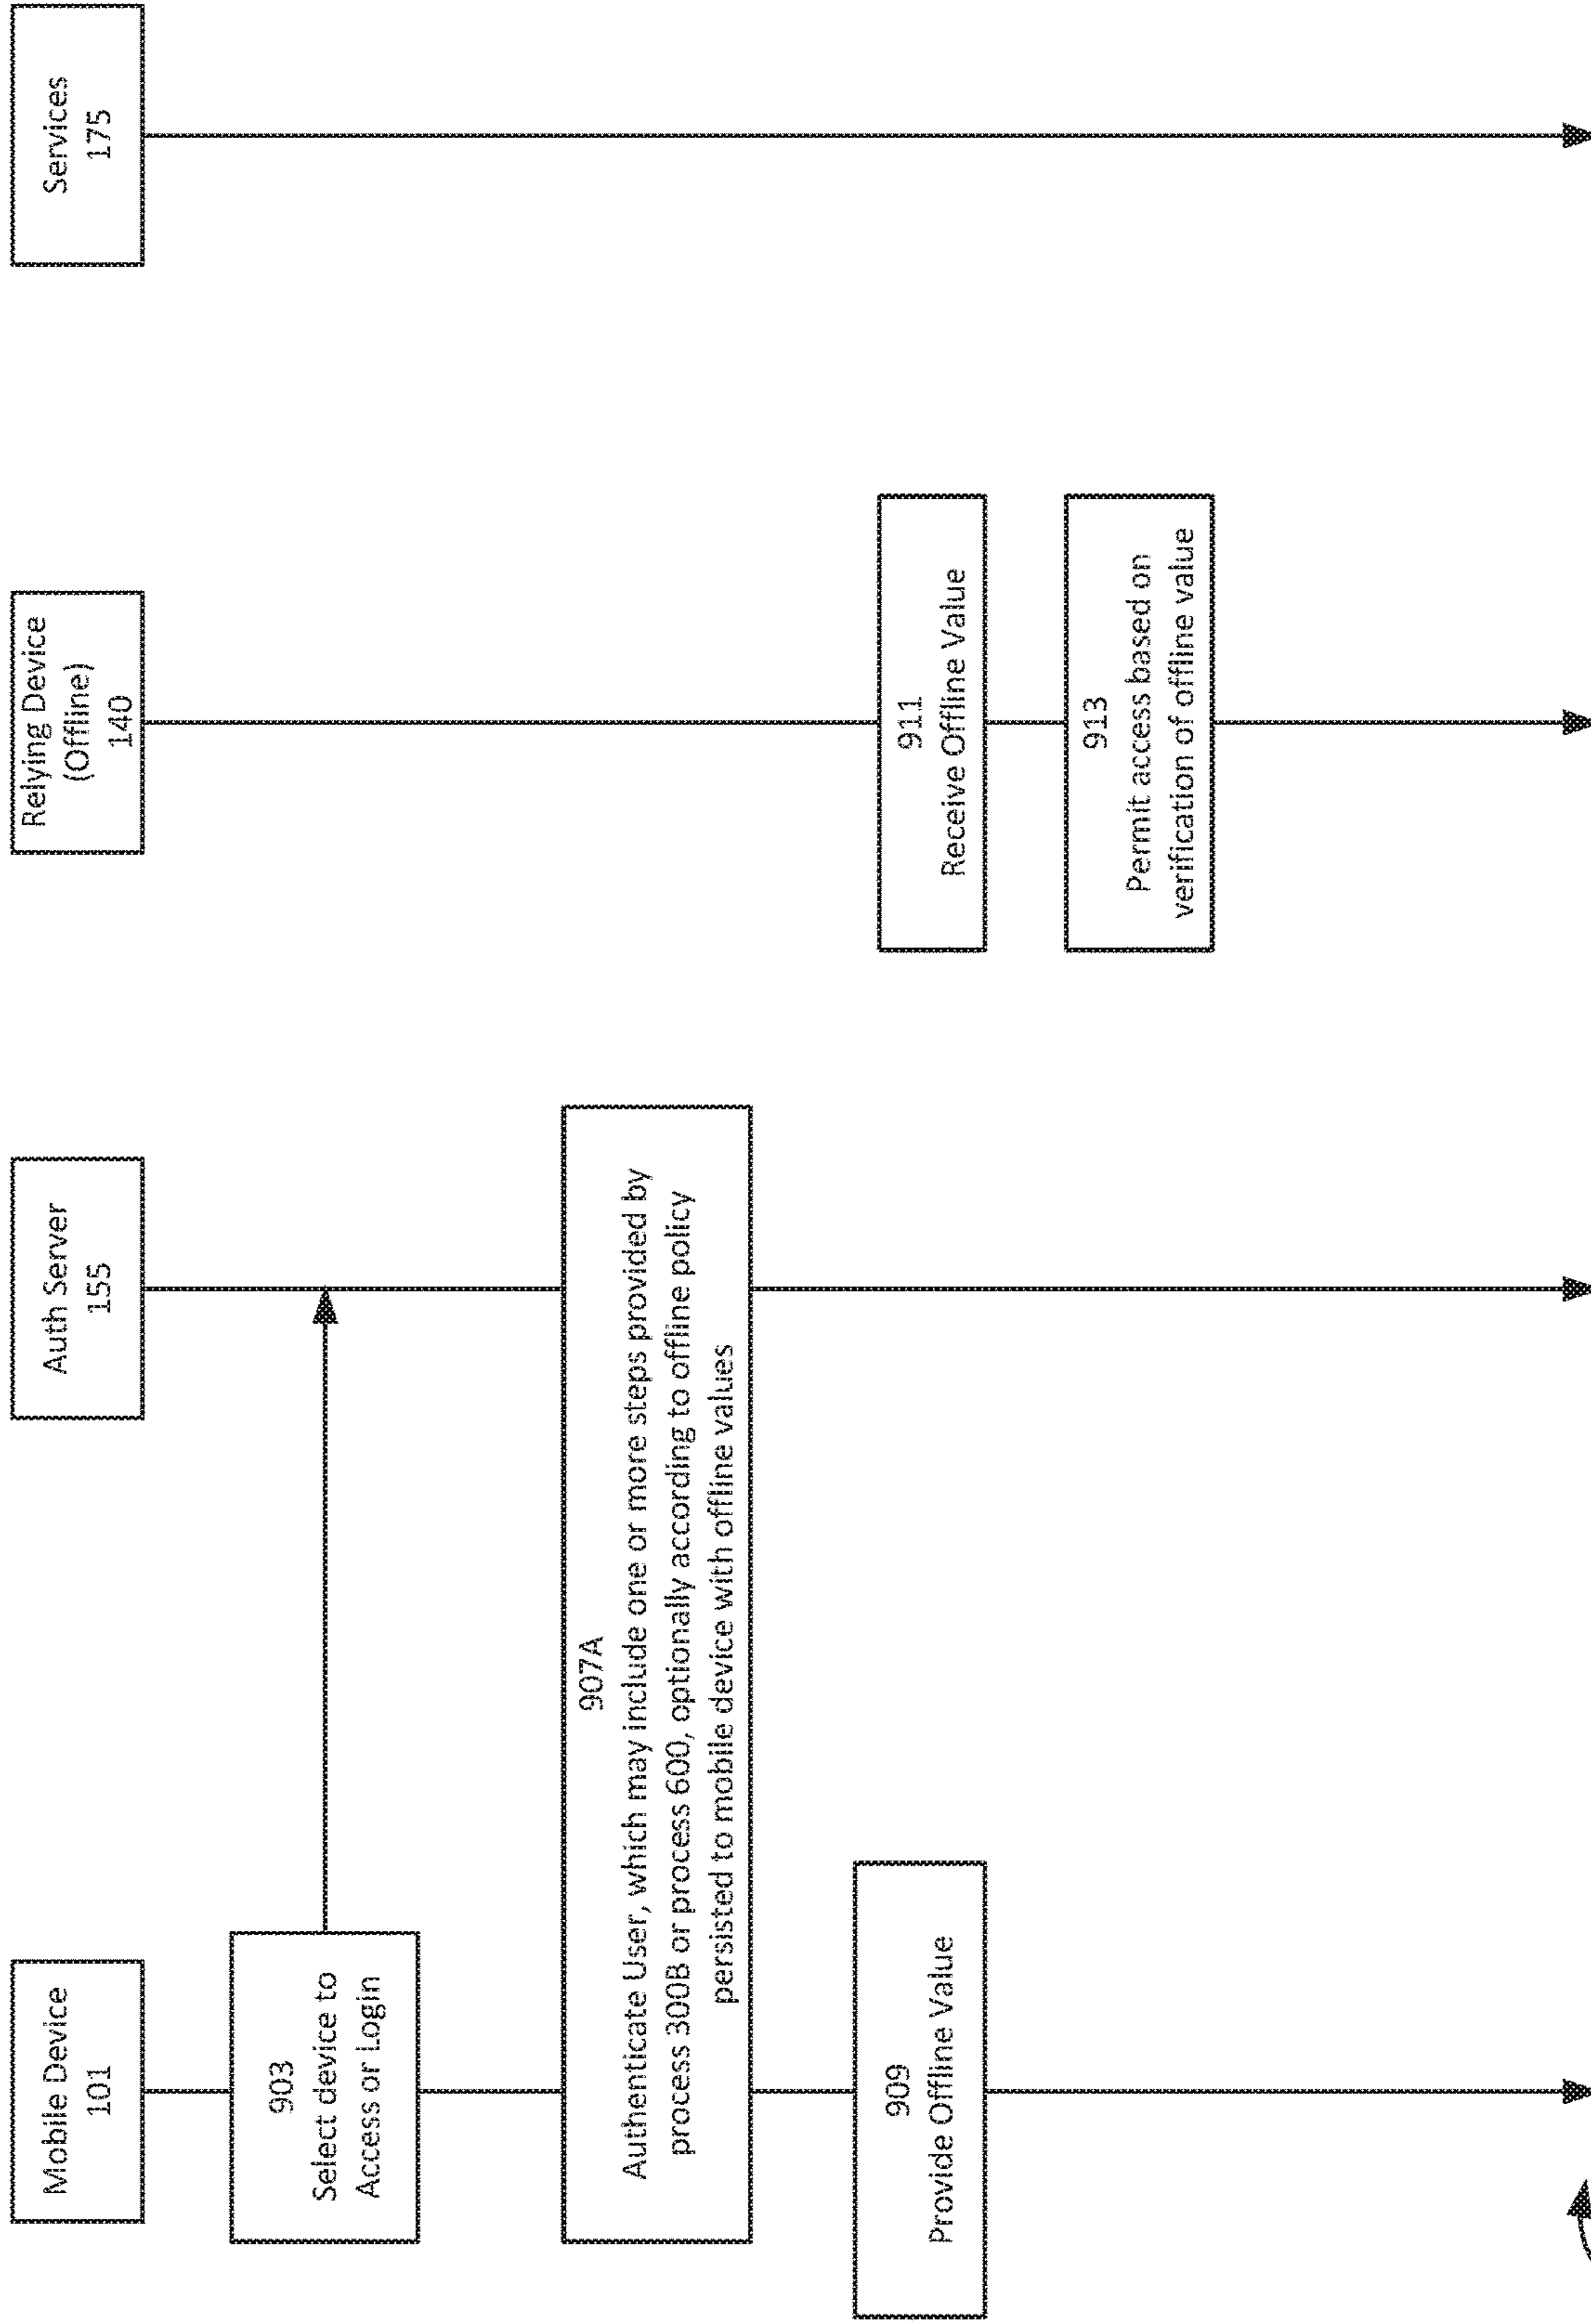 Mobile Device
101
Auth Server
155
Relying Device
(Offline)
140
Services
175
903
Select device to
Access or Login
907A
Authenticate User, which may include one or more steps provided by
process 300B or process 600, optionally according to offline policy
persisted to mobile device with offline values
909
Provide Offline Value
911
Receive Offline Value
913
Permit access based on
verification of offline value